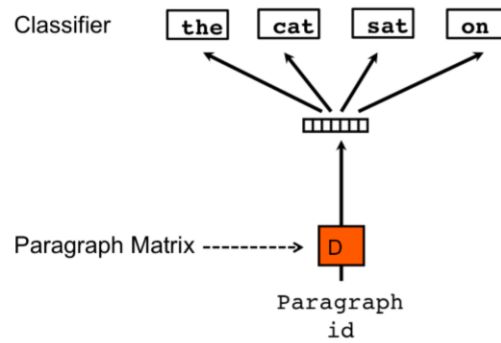 Classifier the cat sat on
Paragraph Matrix D
Paragraph
id